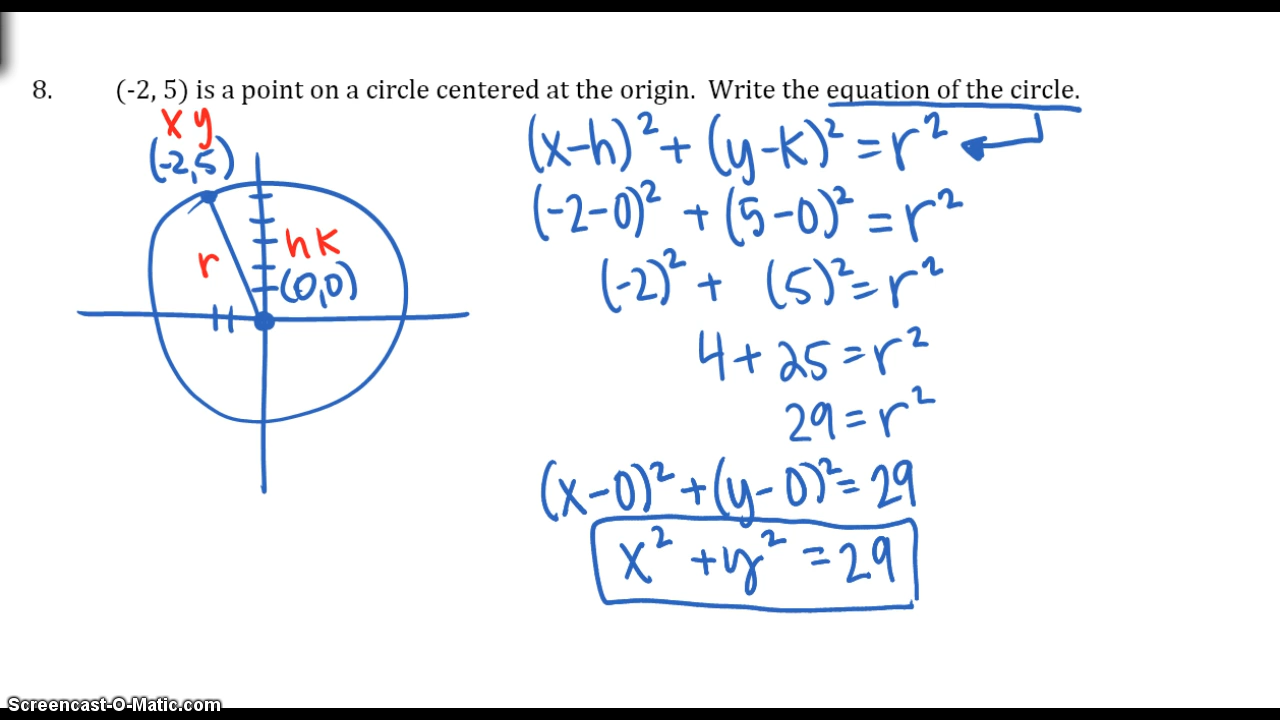 8. (-2, 5) is a point on a circle centered at the origin. Write the equation of the circle.
x y
(-2,5)
r
h k
(0,0)
(x-h)² + (y-k)² = r²
(-2-0)² + (5-0)² = r²
(-2)² + (5)² = r²
4 + 25 = r²
29 = r²
(x-0)² + (y-0)² = 29
x² + y² = 29
Screencast-O-Matic.com